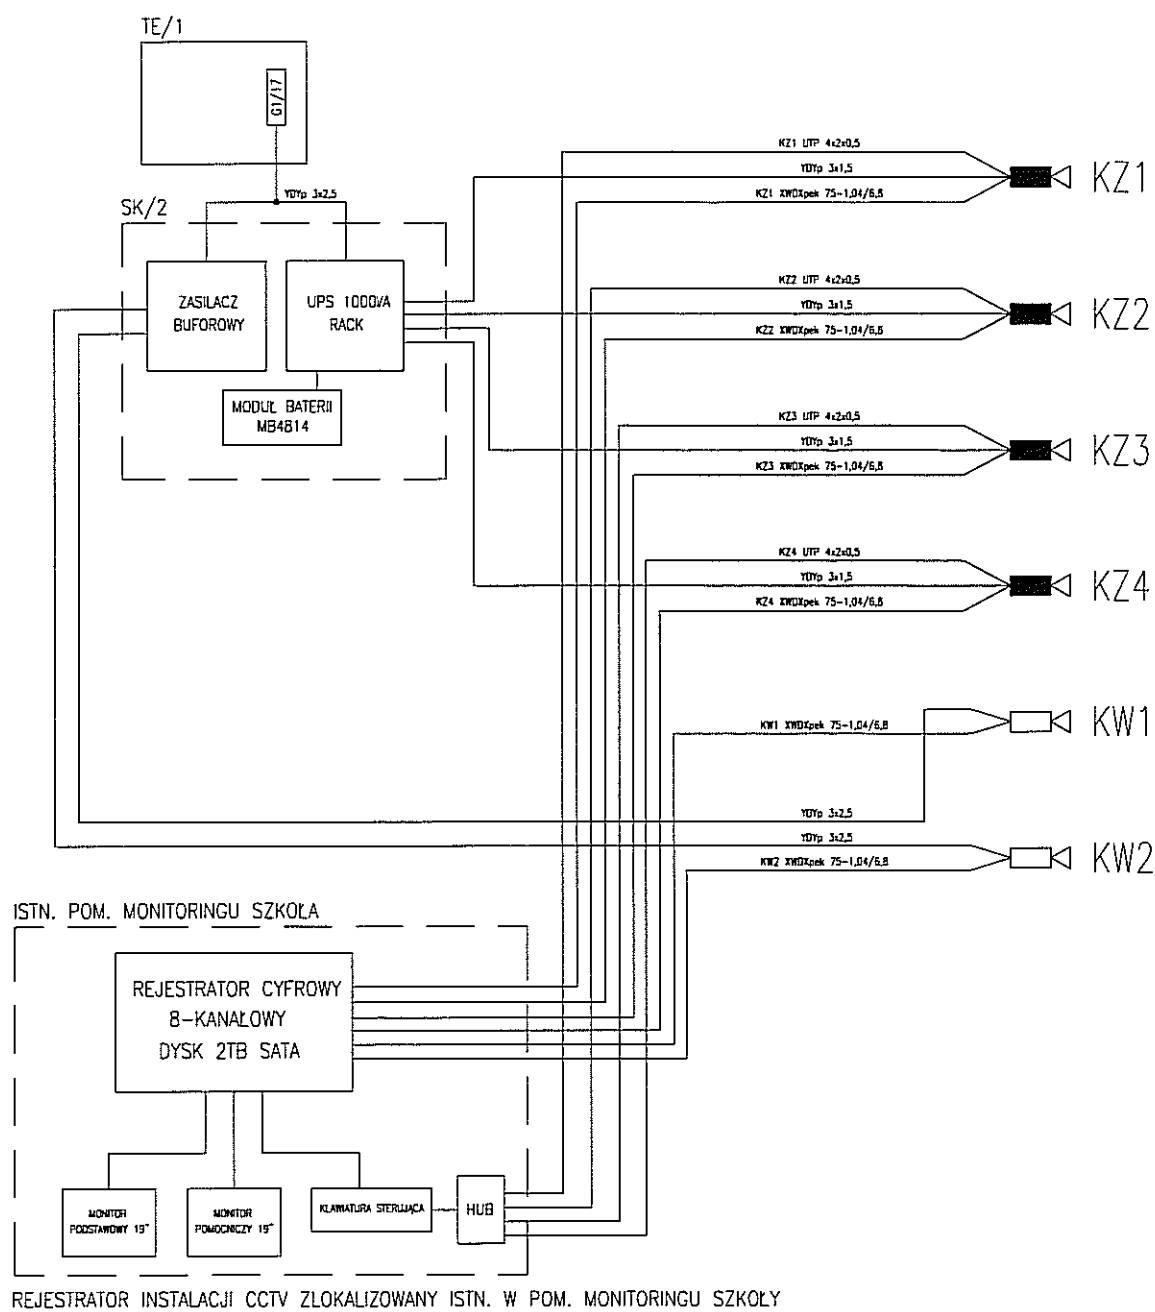 TE/1
G1/17
YDYp 3x2,5
SK/2
ZASILACZ
BUFOROWY
UPS 1000VA
RACK
MODUŁ BATERII
MB4814
KZ1 UTP 4x2x0,5
YDYp 3x1,5
KZ1 XWDXpek 75-1,04/6,8
KZ1
KZ2 UTP 4x2x0,5
YDYp 3x1,5
KZ2 XWDXpek 75-1,04/6,8
KZ2
KZ3 UTP 4x2x0,5
YDYp 3x1,5
KZ3 XWDXpek 75-1,04/6,8
KZ3
KZ4 UTP 4x2x0,5
YDYp 3x1,5
KZ4 XWDXpek 75-1,04/6,8
KZ4
KW1 XWDXpek 75-1,04/6,8
KW1
YDYp 3x2,5
YDYp 3x2,5
KW2 XWDXpek 75-1,04/6,8
KW2
ISTN. POM. MONITORINGU SZKOŁA
REJESTRATOR CYFROWY
8-KANAŁOWY
DYSK 2TB SATA
MONITOR
PODSTAWOWY 19"
MONITOR
POMOCNICZY 19"
KLAWIATURA STERUJĄCA
HUB
REJESTRATOR INSTALACJI CCTV ZLOKALIZOWANY ISTN. W POM. MONITORINGU SZKOŁY